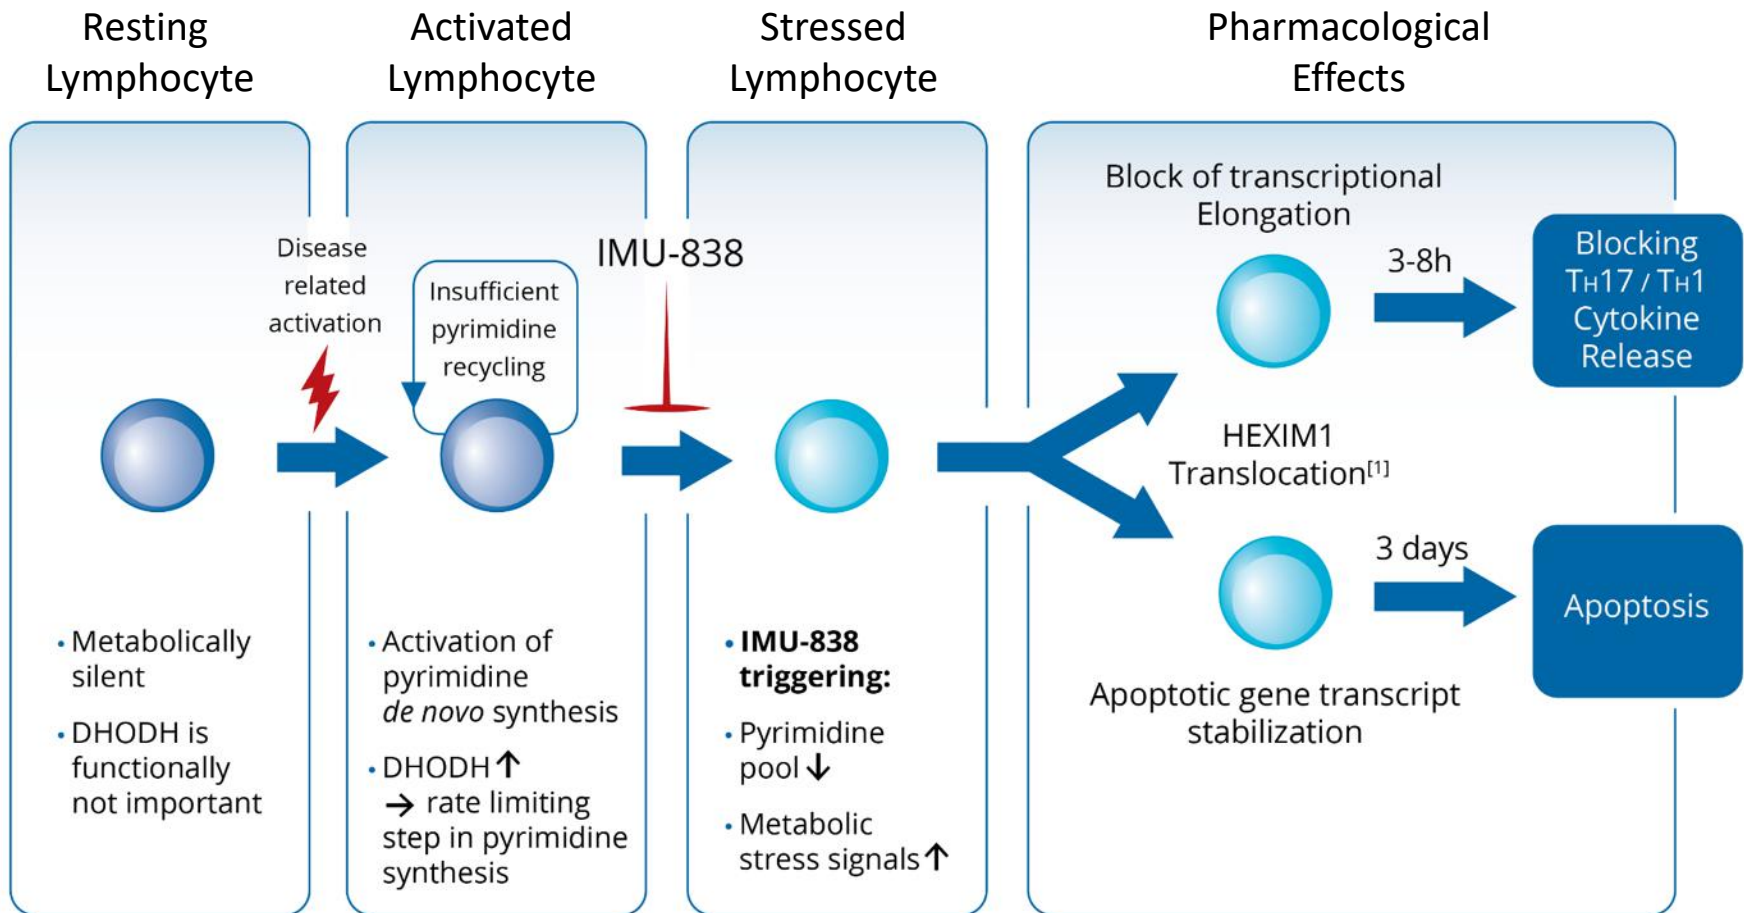 Resting
Lymphocyte
Activated
Lymphocyte
Stressed
Lymphocyte
Pharmacological
Effects
Disease
related
activation
• Metabolically
silent
• DHODH is
functionally
not important
Insufficient
pyrimidine
recycling
• Activation of
pyrimidine
de novo synthesis
• DHODH ↑
→ rate limiting
step in pyrimidine
synthesis
IMU-838
• IMU-838
triggering:
• Pyrimidine
pool ↓
• Metabolic
stress signals ↑
Block of transcriptional
Elongation
3-8h
Blocking
TH17 / TH1
Cytokine
Release
HEXIM1
Translocation[1]
3 days
Apoptosis
Apoptotic gene transcript
stabilization